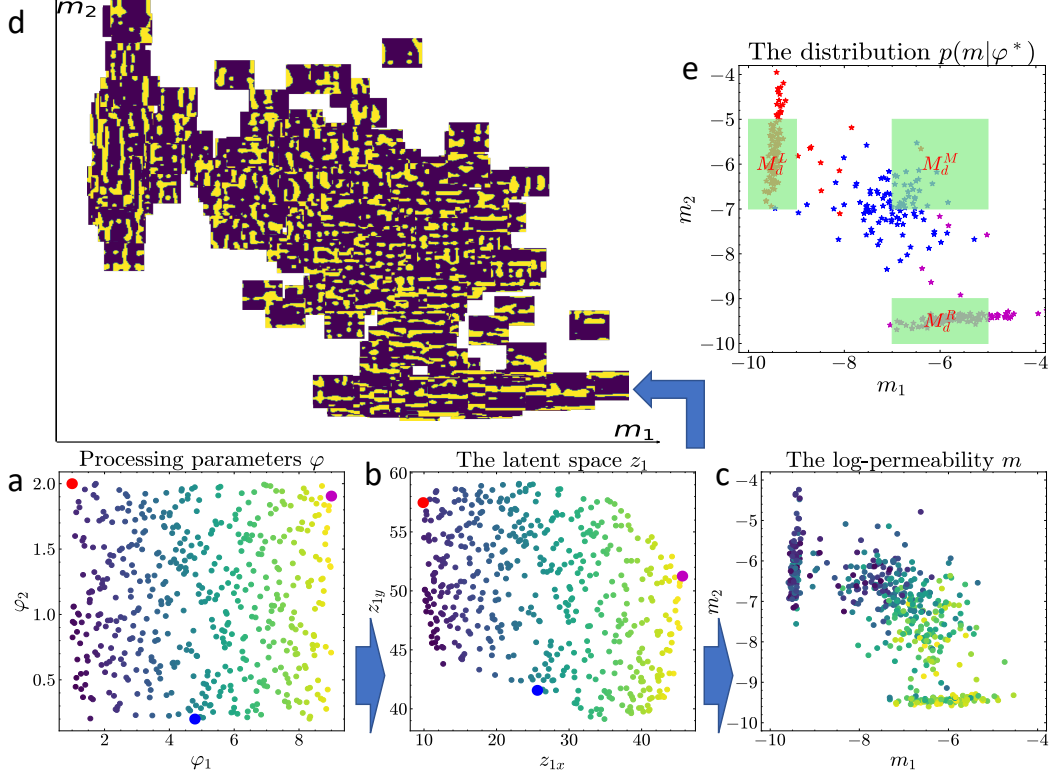 d
m₂
m₁
e
The distribution p(m|φ*)
−4
−5
−6
−7
−8
−9
−10
m₂
M_d^L
M_d^M
M_d^R
−10 −8 −6 −4
m₁
a
Processing parameters φ
2.0
1.5
1.0
0.5
φ₂
2 4 6 8
φ₁
b
The latent space z₁
60
55
50
45
40
z₁y
10 20 30 40
z₁x
c
The log-permeability m
−4
−5
−6
−7
−8
−9
−10
m₂
−10 −8 −6 −4
m₁